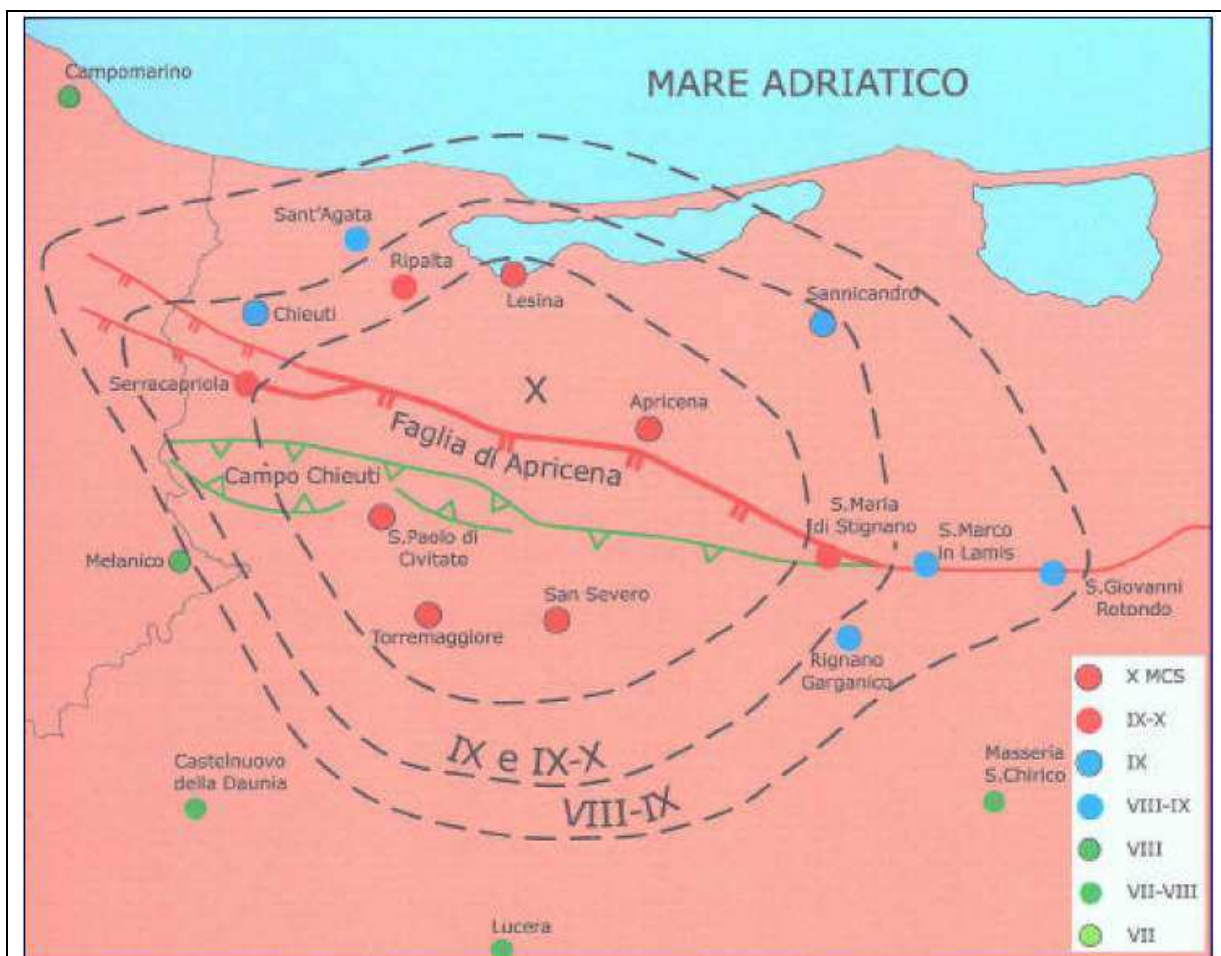 Campomarino
MARE ADRIATICO
Sant'Agata
Ripalta
Lesina
Sannicandro
Chieuti
Serracapriola
X
Apricena
Faglia di Apricena
Campo Chieuti
S.Paolo di
Civitate
S.Maria
di Stignano
S.Marco
In Lamis
S.Giovanni
Rotondo
Melanico
San Severo
Torremaggiore
Rignano
Garganico
IX e IX-X
VIII-IX
Castelnuovo
della Daunia
Masseria
S.Chirico
Lucera
X MCS
IX-X
IX
VIII-IX
VIII
VII-VIII
VII